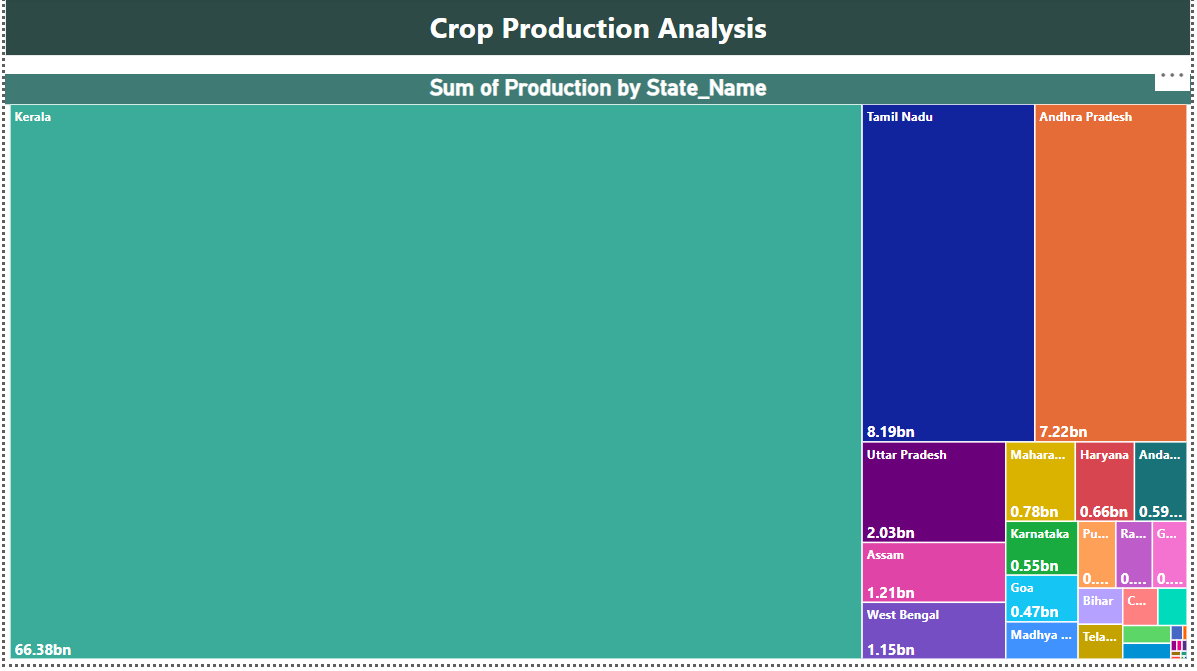 Crop Production Analysis
Sum of Production by State_Name
Kerala
66.38bn
Tamil Nadu
8.19bn
Andhra Pradesh
7.22bn
Uttar Pradesh
2.03bn
Assam
1.21bn
West Bengal
1.15bn
Mahara...
0.78bn
Haryana
0.66bn
Anda...
0.59...
Karnataka
0.55bn
Goa
0.47bn
Madhya ...
Pu...
0....
Ra...
0....
G...
0....
Bihar
C...
Tela...